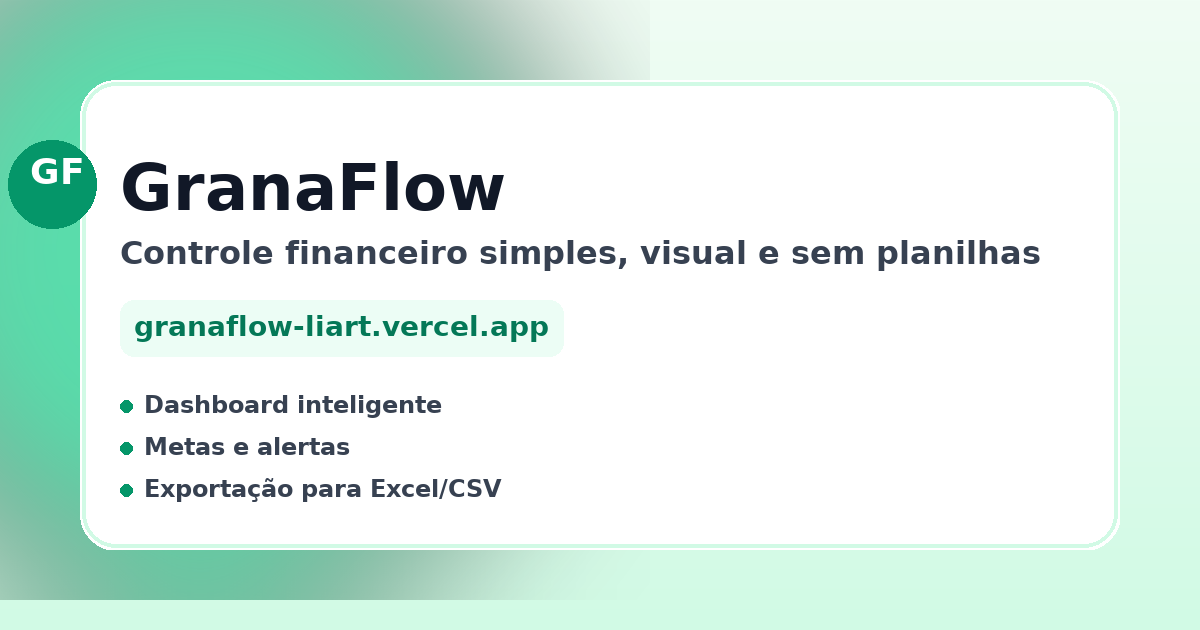 GF
GranaFlow
Controle financeiro simples, visual e sem planilhas
granaflow-liart.vercel.app
Dashboard inteligente
Metas e alertas
Exportação para Excel/CSV